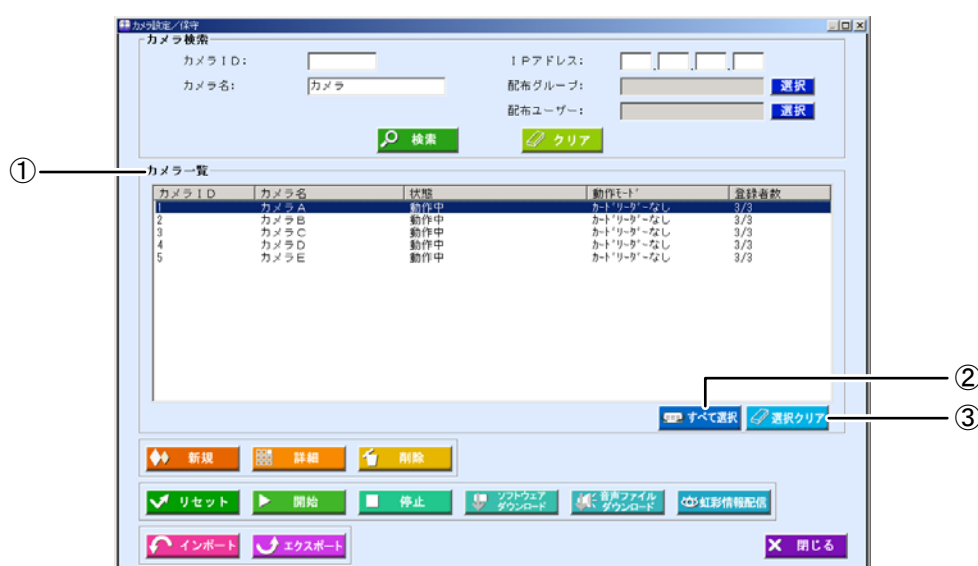 カメラ設定/保守
カメラ検索
カメラID: IPアドレス: . . .
カメラ名: カメラ 配布グループ: 選択
配布ユーザー: 選択
検索 クリア
①
カメラ一覧
カメラID カメラ名 状態 動作モード 登録者数
1 カメラA 動作中 カードリーダーなし 3/3
2 カメラB 動作中 カードリーダーなし 3/3
3 カメラC 動作中 カードリーダーなし 3/3
4 カメラD 動作中 カードリーダーなし 3/3
5 カメラE 動作中 カードリーダーなし 3/3
②
すべて選択 選択クリア ③
新規 詳細 削除
リセット 開始 停止 ソフトウェア ダウンロード 音声ファイル ダウンロード 虹彩情報配信
インポート エクスポート 閉じる